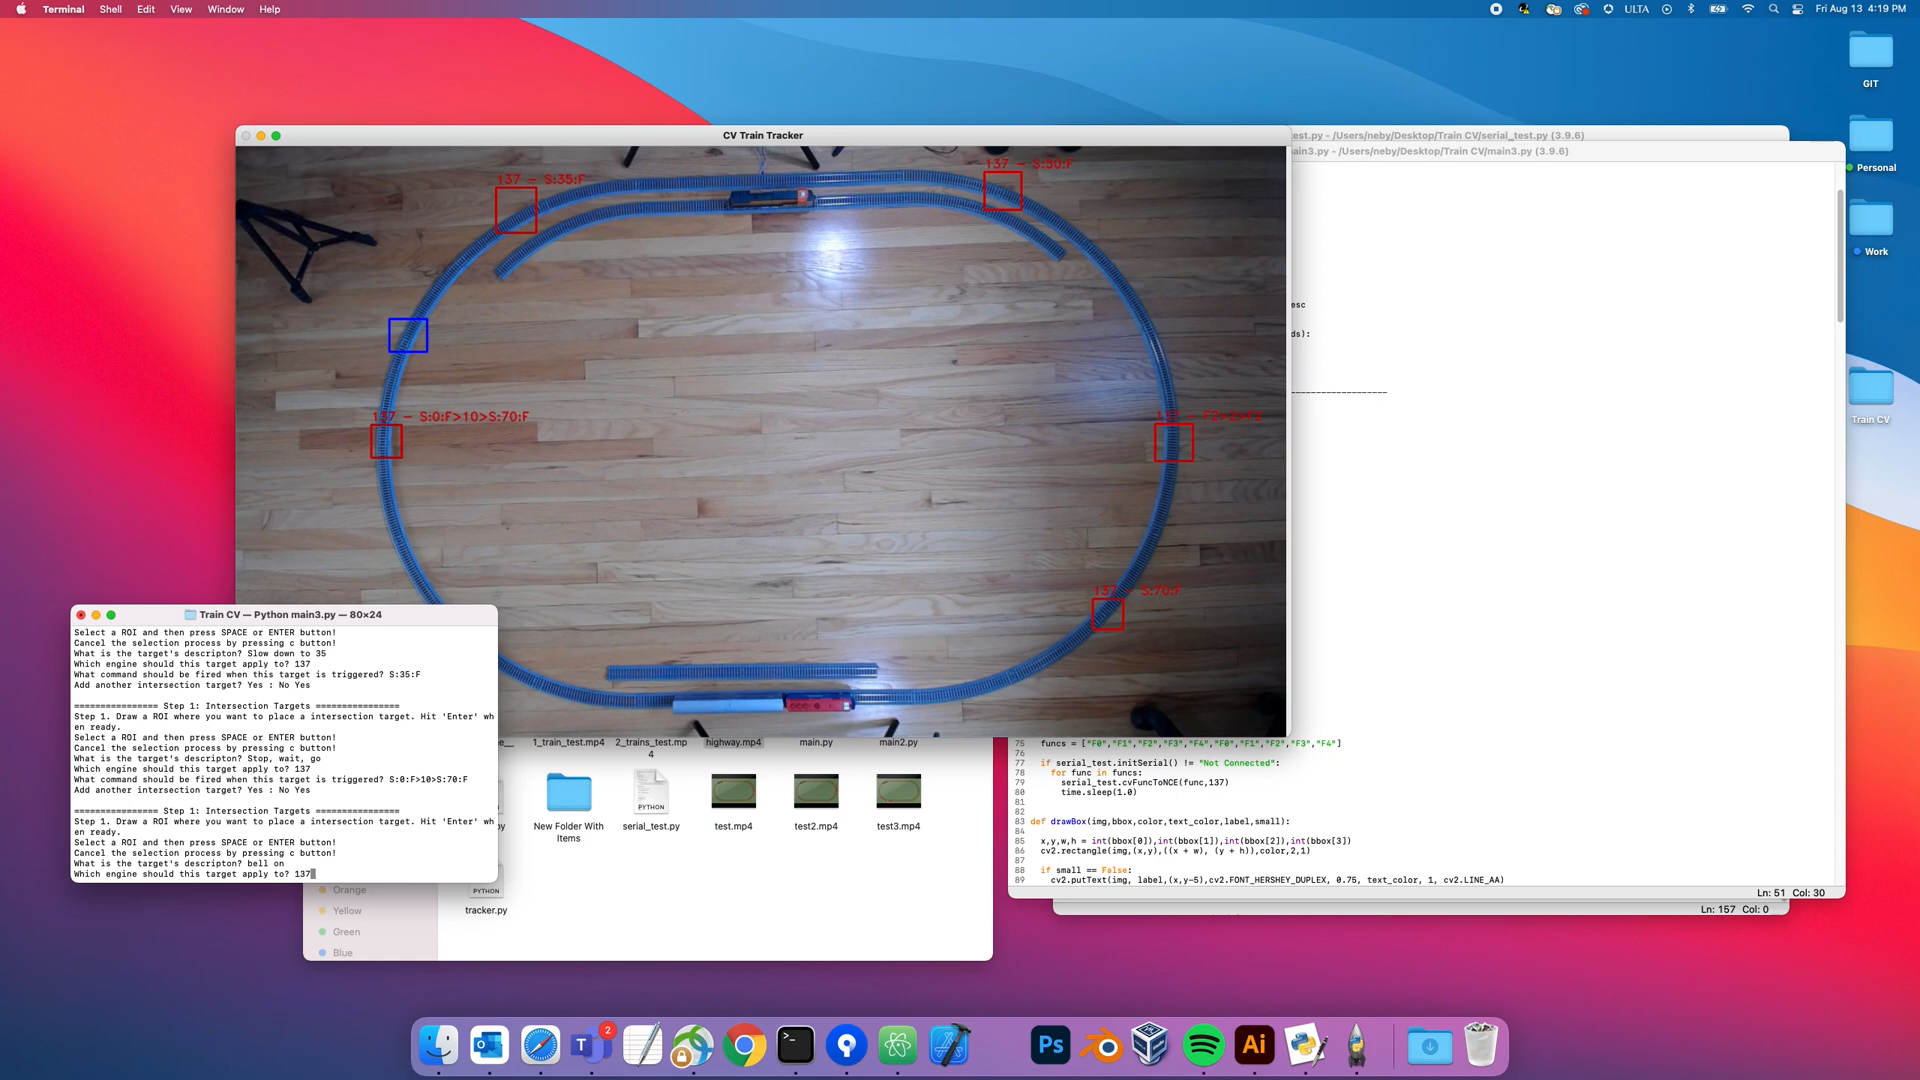 Terminal Shell Edit View Window Help
ULTA
Fri Aug 13 4:19 PM
GIT
Personal
Work
Train CV
CV Train Tracker
est.py - /Users/neby/Desktop/Train CV/serial_test.py (3.9.6)
ain3.py - /Users/neby/Desktop/Train CV/main3.py (3.9.6)
esc
ds):
137 - S:35:F
137 - S:50:F
137 - S:0:F>10>S:70:F
137 - F2>2>F2
137 - S:70:F
Train CV — Python main3.py — 80×24
Select a ROI and then press SPACE or ENTER button!
Cancel the selection process by pressing c button!
What is the target's descripton? Slow down to 35
Which engine should this target apply to? 137
What command should be fired when this target is triggered? S:35:F
Add another intersection target? Yes : No Yes
================ Step 1: Intersection Targets ================
Step 1. Draw a ROI where you want to place a intersection target. Hit 'Enter' wh
en ready.
Select a ROI and then press SPACE or ENTER button!
Cancel the selection process by pressing c button!
What is the target's descripton? Stop, wait, go
Which engine should this target apply to? 137
What command should be fired when this target is triggered? S:0:F>10>S:70:F
Add another intersection target? Yes : No Yes
================ Step 1: Intersection Targets ================
Step 1. Draw a ROI where you want to place a intersection target. Hit 'Enter' wh
en ready.
Select a ROI and then press SPACE or ENTER button!
Cancel the selection process by pressing c button!
What is the target's descripton? bell on
Which engine should this target apply to? 137
1_train_test.mp4
2_trains_test.mp
4
highway.mp4
main.py
main2.py
PYTHON
New Folder With
Items
serial_test.py
test.mp4
test2.mp4
test3.mp4
PYTHON
tracker.py
Orange
Yellow
Green
Blue
75 funcs = ["F0","F1","F2","F3","F4","F0","F1","F2","F3","F4"]
76
77 if serial_test.initSerial() != "Not Connected":
78 for func in funcs:
79 serial_test.cvFuncToNCE(func,137)
80 time.sleep(1.0)
81
82
83 def drawBox(img,bbox,color,text_color,label,small):
84
85 x,y,w,h = int(bbox[0]),int(bbox[1]),int(bbox[2]),int(bbox[3])
86 cv2.rectangle(img,(x,y),((x + w), (y + h)),color,2,1)
87
88 if small == False:
89 cv2.putText(img, label,(x,y-5),cv2.FONT_HERSHEY_DUPLEX, 0.75, text_color, 1, cv2.LINE_AA)
Ln: 51 Col: 30
Ln: 157 Col: 0
2
T
>_
Ps
Ai